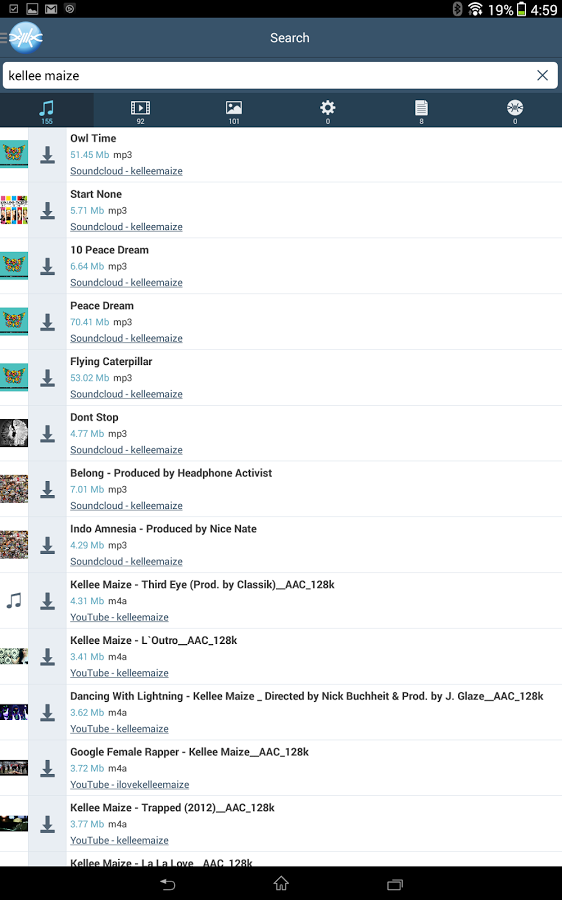 19% 4:59
Search
kellee maize
155 92 101 0 8 0
Owl Time
51.45 Mb mp3
Soundcloud - kelleemaize
Start None
5.71 Mb mp3
Soundcloud - kelleemaize
10 Peace Dream
6.64 Mb mp3
Soundcloud - kelleemaize
Peace Dream
70.41 Mb mp3
Soundcloud - kelleemaize
Flying Caterpillar
53.02 Mb mp3
Soundcloud - kelleemaize
Dont Stop
4.77 Mb mp3
Soundcloud - kelleemaize
Belong - Produced by Headphone Activist
7.01 Mb mp3
Soundcloud - kelleemaize
Indo Amnesia - Produced by Nice Nate
4.29 Mb mp3
Soundcloud - kelleemaize
Kellee Maize - Third Eye (Prod. by Classik)__AAC_128k
4.31 Mb m4a
YouTube - kelleemaize
Kellee Maize - L`Outro__AAC_128k
3.41 Mb m4a
YouTube - kelleemaize
Dancing With Lightning - Kellee Maize _ Directed by Nick Buchheit & Prod. by J. Glaze__AAC_128k
3.62 Mb m4a
YouTube - kelleemaize
Google Female Rapper - Kellee Maize__AAC_128k
3.72 Mb m4a
YouTube - ilovekelleemaize
Kellee Maize - Trapped (2012)__AAC_128k
3.77 Mb m4a
YouTube - kelleemaize
Kellee Maize - La La Love__AAC_128k